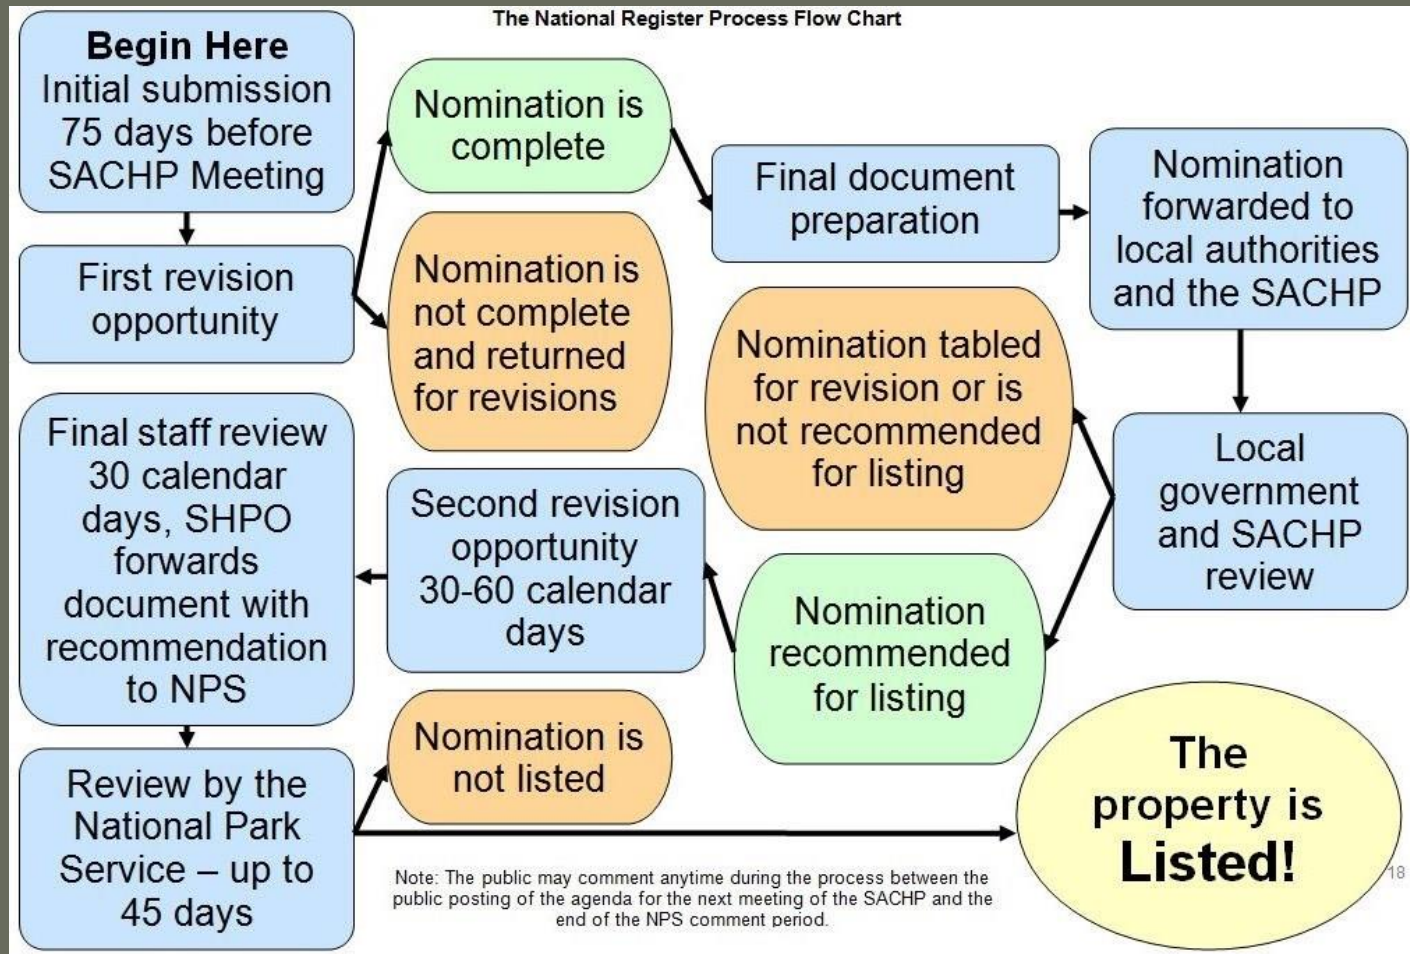 The National Register Process Flow Chart
Begin Here
Initial submission
75 days before
SACHP Meeting
First revision
opportunity
Nomination is
complete
Nomination is
not complete
and returned
for revisions
Final document
preparation
Nomination
forwarded to
local authorities
and the SACHP
Local
government
and SACHP
review
Nomination tabled
for revision or is
not recommended
for listing
Nomination
recommended
for listing
Second revision
opportunity
30-60 calendar
days
Final staff review
30 calendar
days, SHPO
forwards
document with
recommendation
to NPS
Review by the
National Park
Service – up to
45 days
Nomination is
not listed
The
property is
Listed!
Note: The public may comment anytime during the process between the
public posting of the agenda for the next meeting of the SACHP and the
end of the NPS comment period.
18